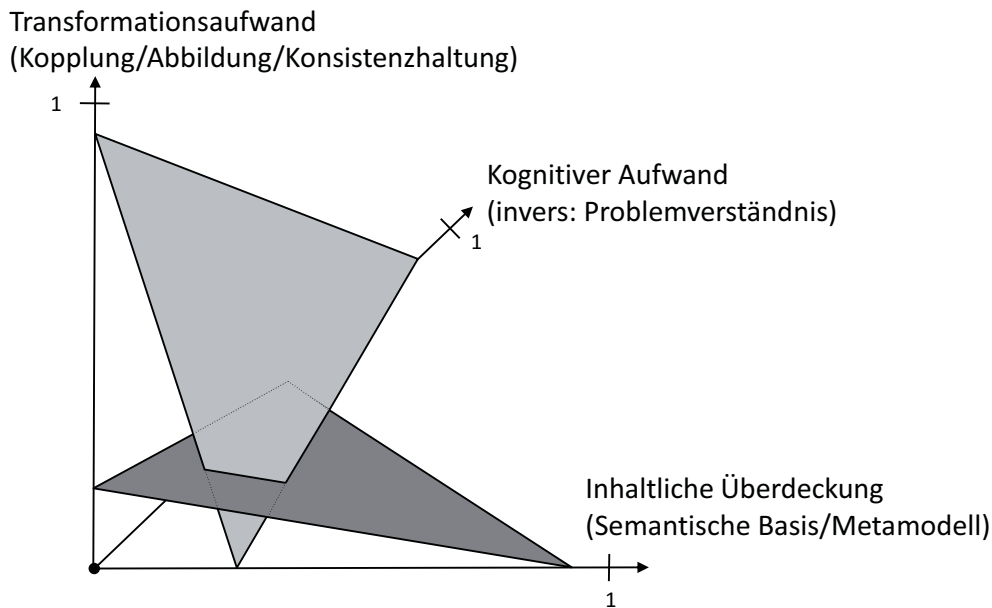 Transformationsaufwand
(Kopplung/Abbildung/Konsistenzhaltung)
1
Kognitiver Aufwand
(invers: Problemverständnis)
1
Inhaltliche Überdeckung
(Semantische Basis/Metamodell)
1